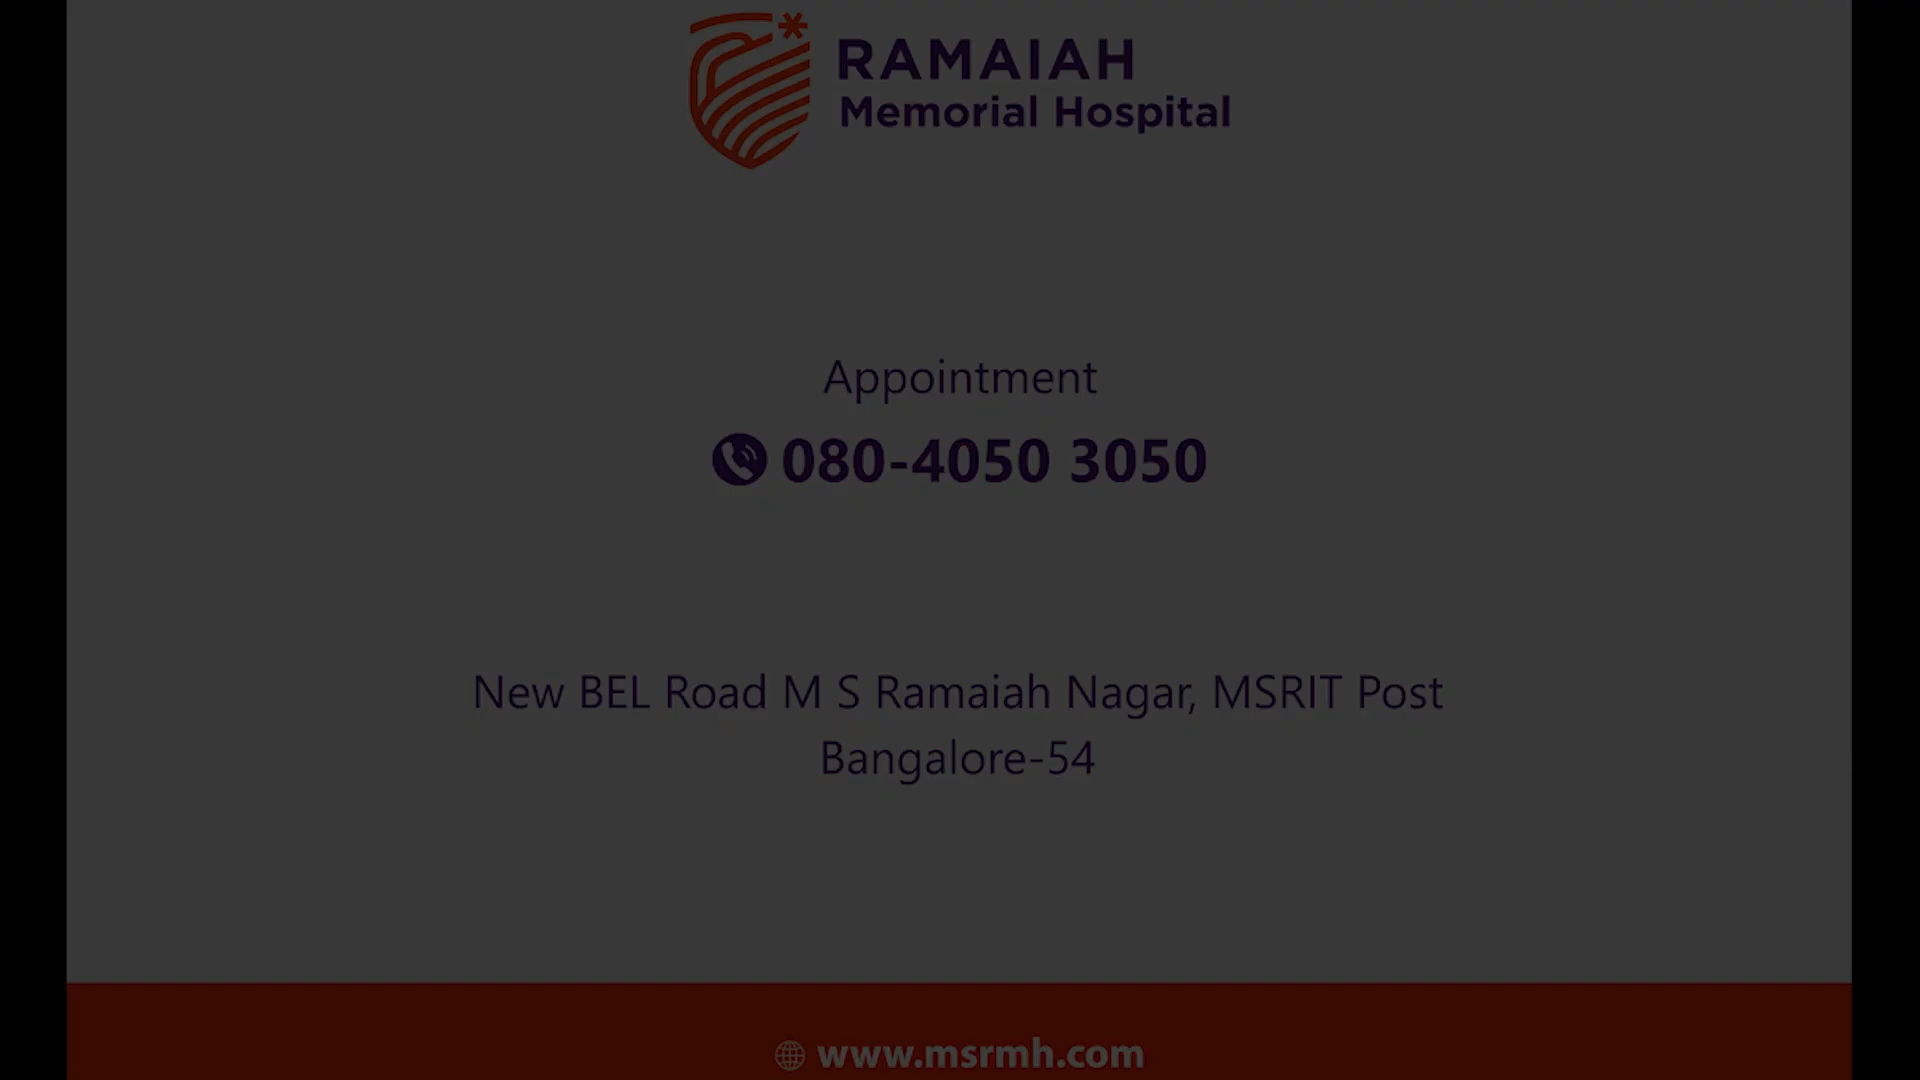 RAMAIAH
Memorial Hospital
Appointment
080-4050 3050
New BEL Road M S Ramaiah Nagar, MSRIT Post
Bangalore-54
www.msrmh.com